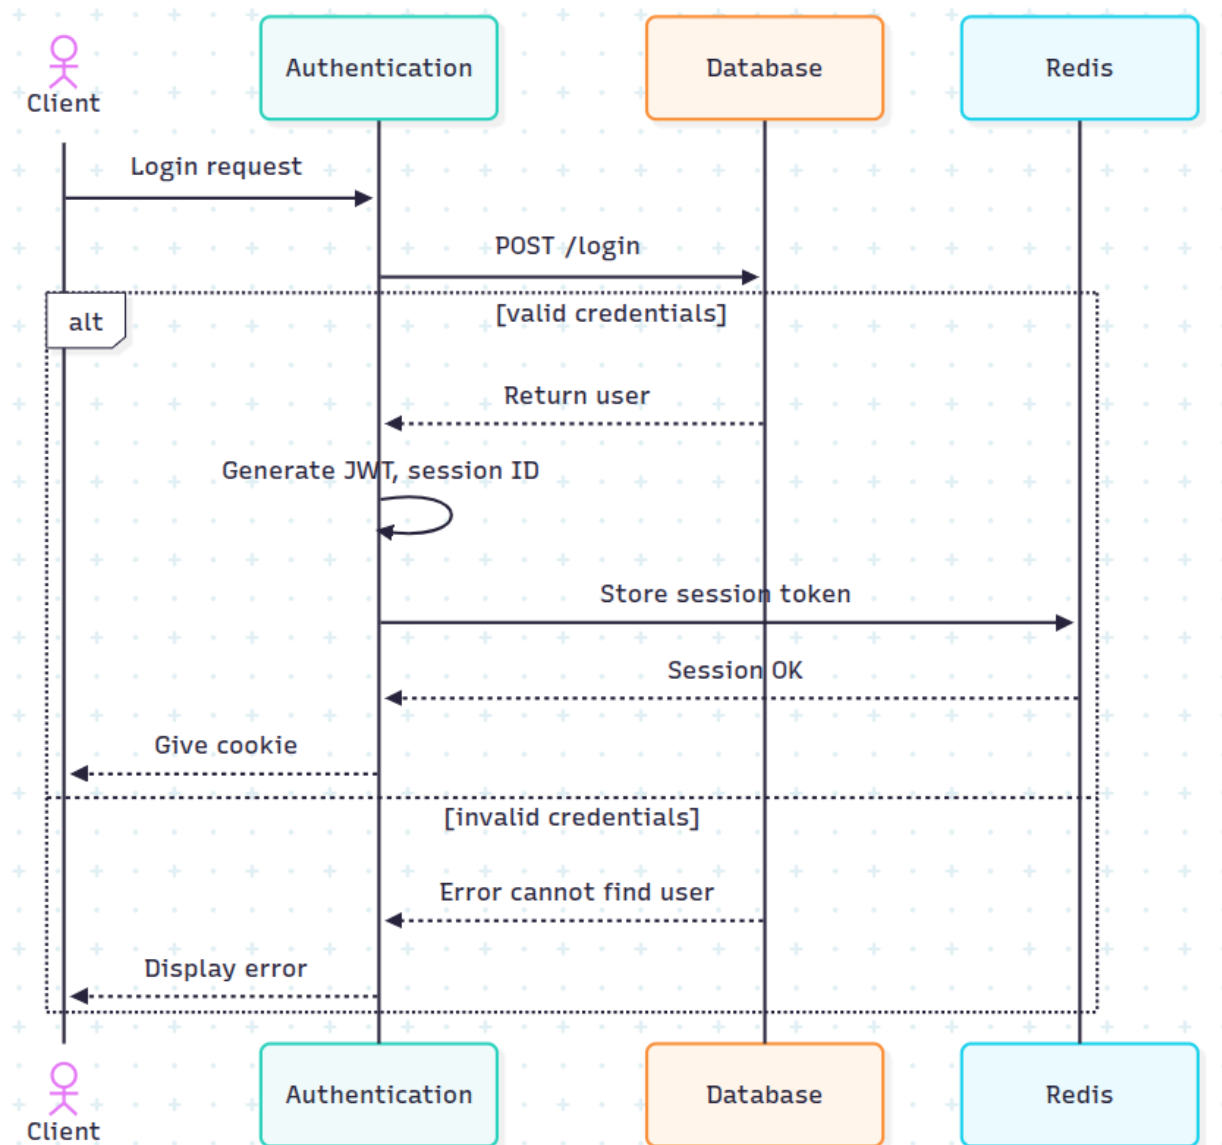 Client
Authentication
Database
Redis
Login request
POST /login
alt
[valid credentials]
Return user
Generate JWT, session ID
Store session token
Session OK
Give cookie
[invalid credentials]
Error cannot find user
Display error
Client
Authentication
Database
Redis